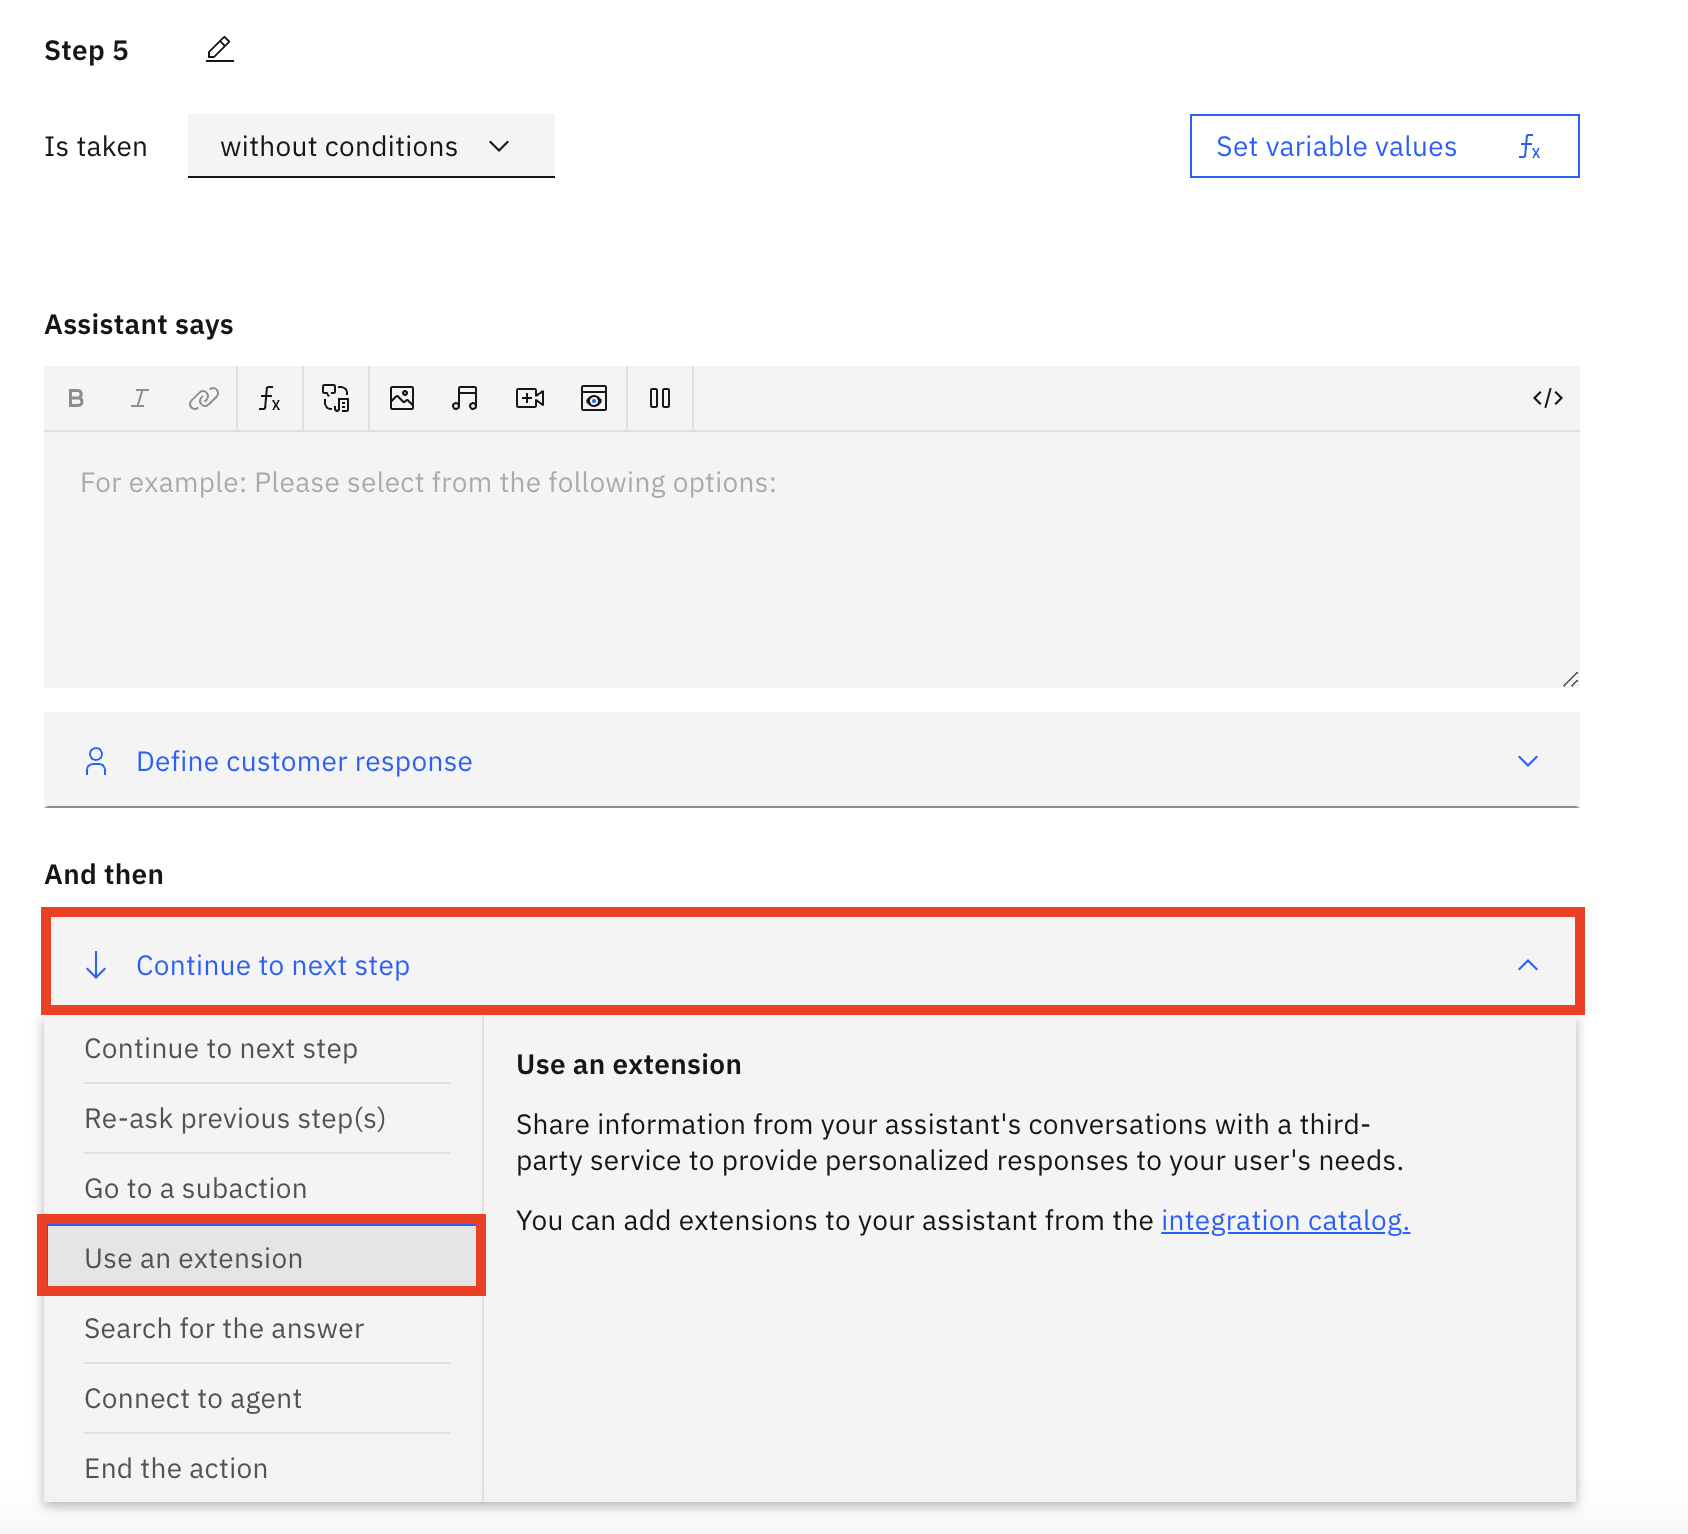 Step 5
Is taken
without conditions
Set variable values
fx
Assistant says
B
I
fx
</>
For example: Please select from the following options:
Define customer response
And then
Continue to next step
Continue to next step
Re-ask previous step(s)
Go to a subaction
Use an extension
Search for the answer
Connect to agent
End the action
Use an extension
Share information from your assistant's conversations with a third-
party service to provide personalized responses to your user's needs.
You can add extensions to your assistant from the integration catalog.